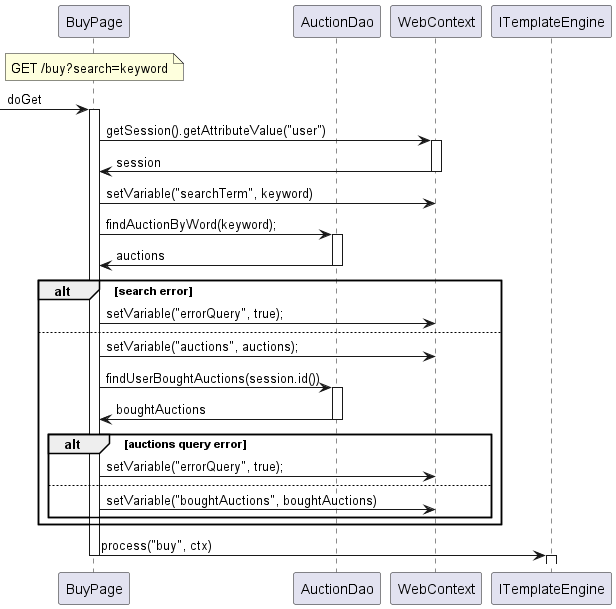 BuyPage AuctionDao WebContext ITemplateEngine
GET /buy?search=keyword
doGet
getSession().getAttributeValue("user")
session
setVariable("searchTerm", keyword)
findAuctionByWord(keyword);
auctions
alt [search error]
setVariable("errorQuery", true);
setVariable("auctions", auctions);
findUserBoughtAuctions(session.id())
boughtAuctions
alt [auctions query error]
setVariable("errorQuery", true);
setVariable("boughtAuctions", boughtAuctions)
process("buy", ctx)
BuyPage AuctionDao WebContext ITemplateEngine